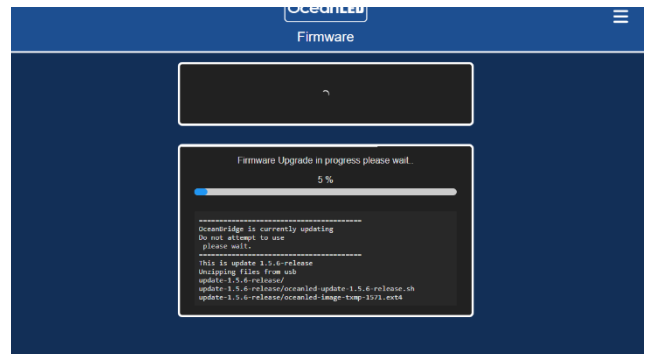 OceanLED
Firmware
Firmware Upgrade in progress please wait..
5 %
========================================
OceanBridge is currently updating
Do not attempt to use
please wait.
========================================
This is update 1.5.6-release
Unzipping files from usb
update-1.5.6-release/
update-1.5.6-release/oceanled-update-1.5.6-release.sh
update-1.5.6-release/oceanled-image-txmp-1571.ext4